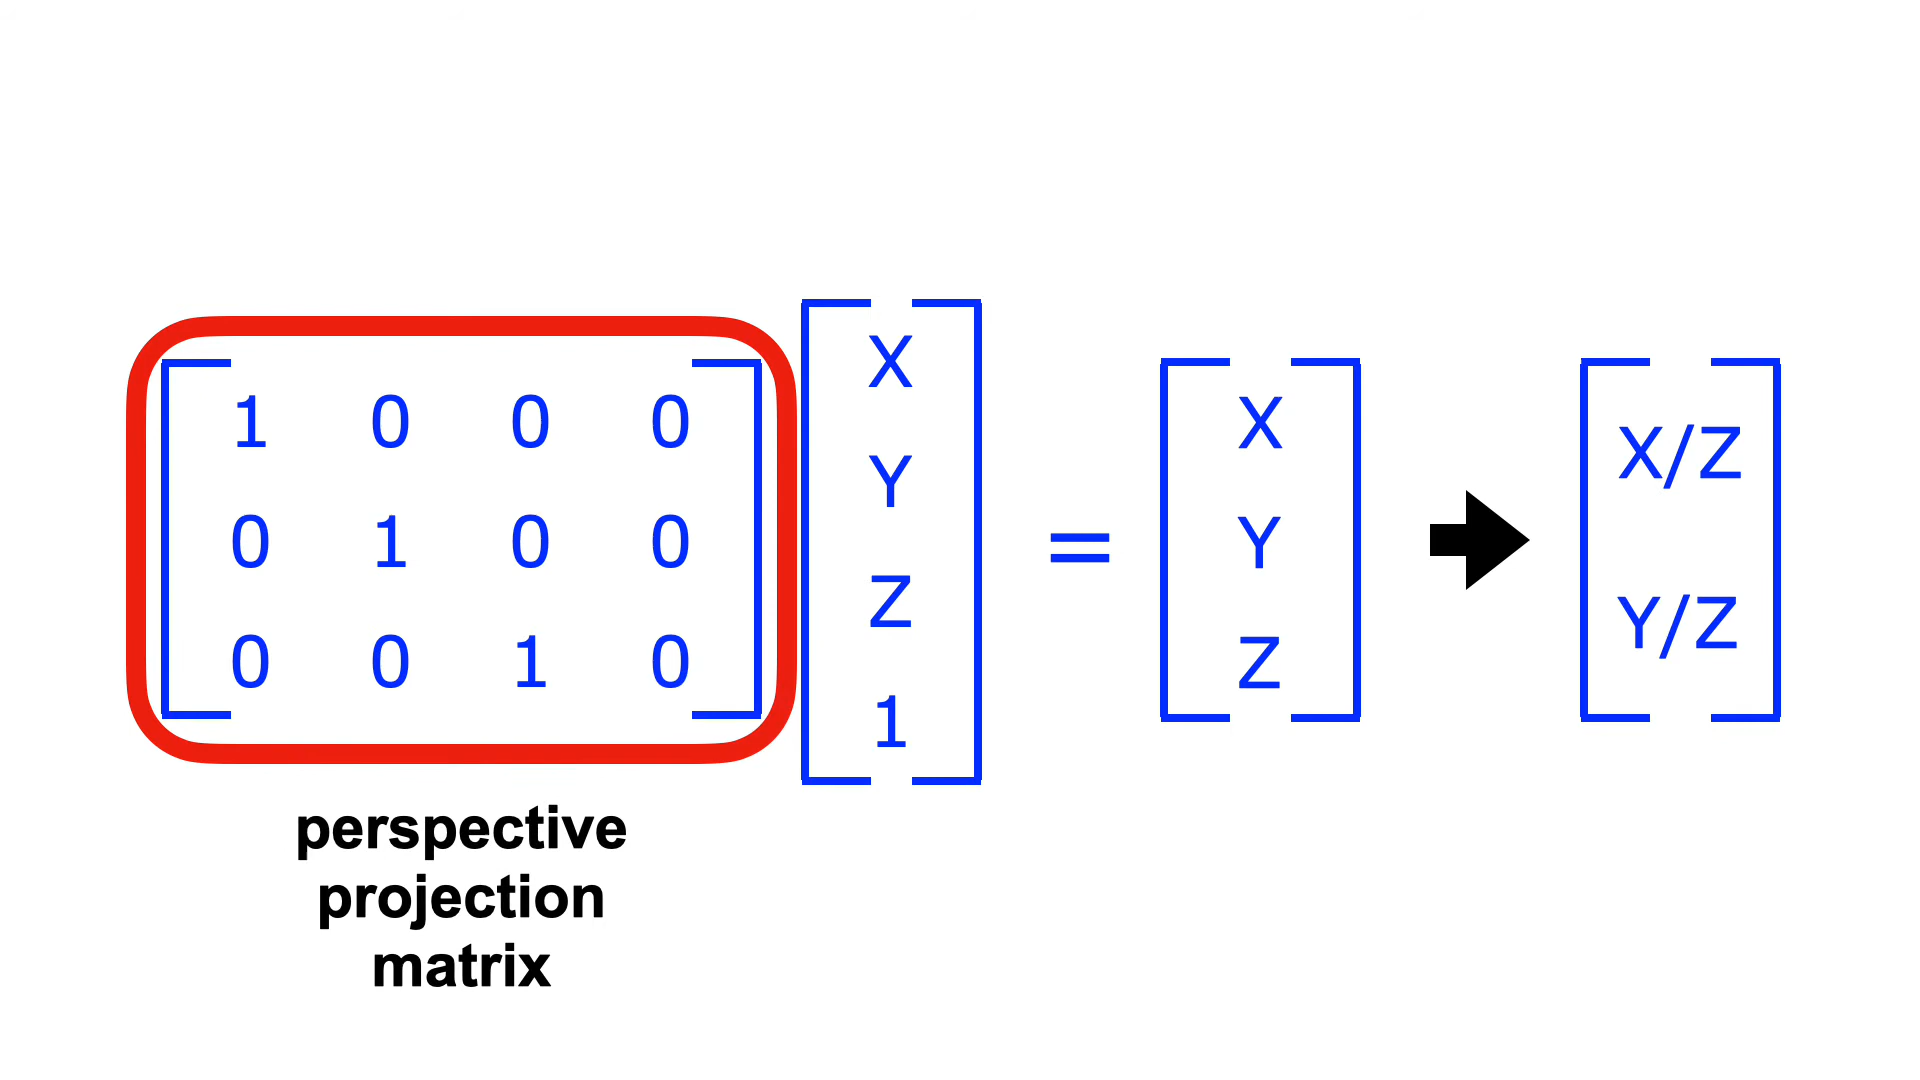 1 0 0 0
0 1 0 0
0 0 1 0
X
Y
Z
1
=
X
Y
Z
X/Z
Y/Z
perspective
projection
matrix